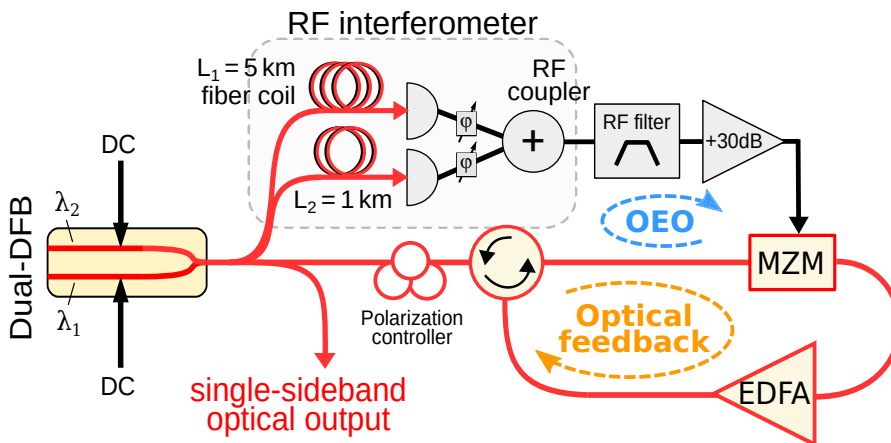 RF interferometer
L₁ = 5 km
fiber coil
φ
φ
L₂ = 1 km
RF
coupler
+
RF filter
+30dB
DC
Dual-DFB
λ₂
λ₁
DC
OEO
MZM
Polarization
controller
Optical
feedback
EDFA
single-sideband
optical output